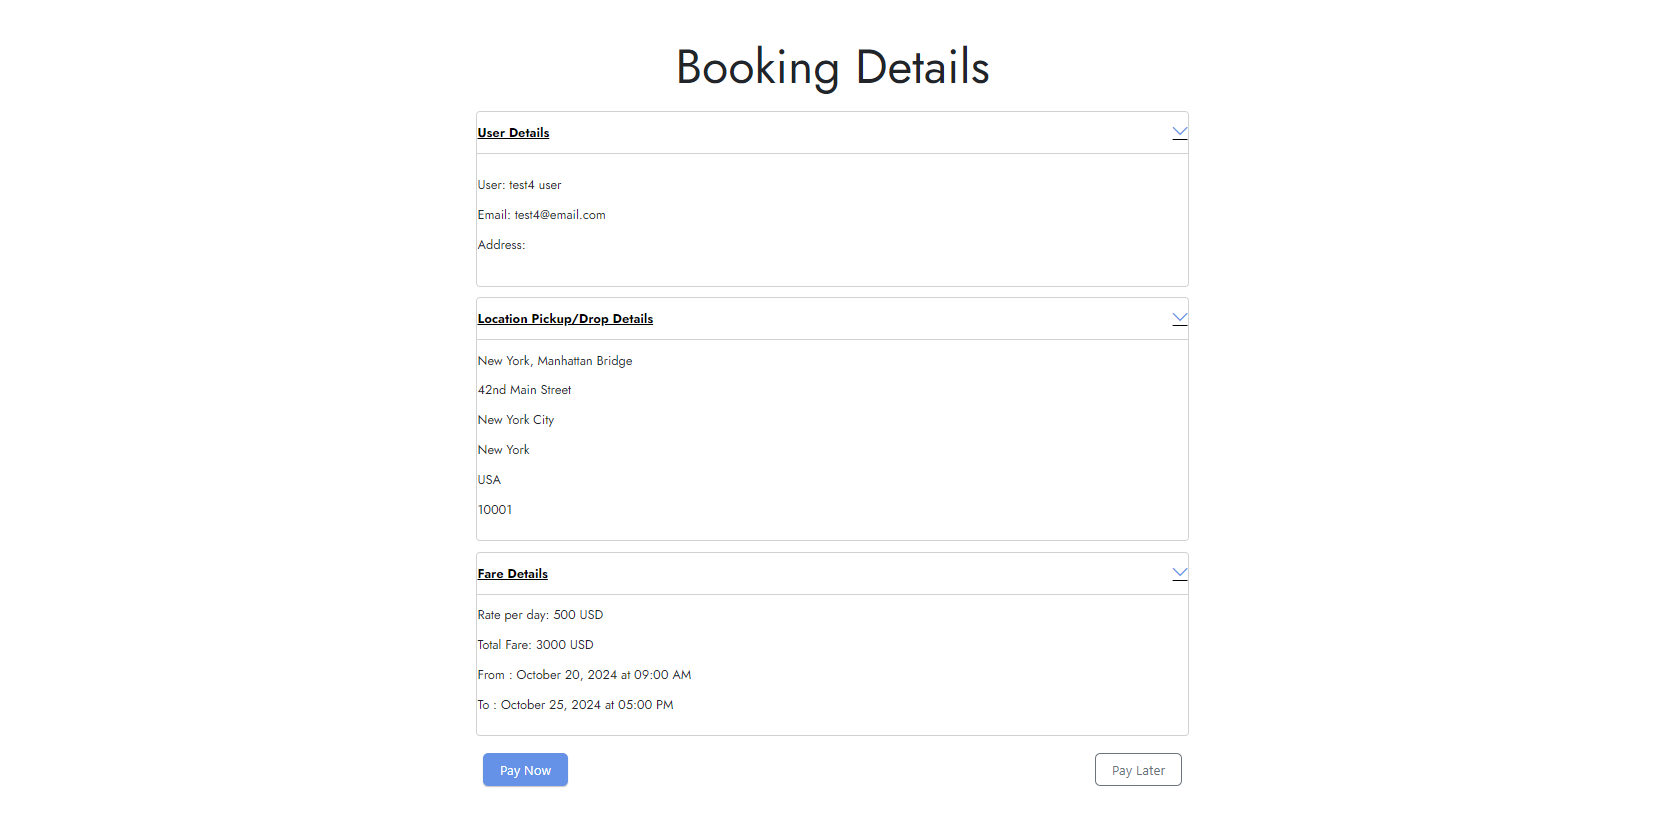 Booking Details
User Details
User: test4 user
Email: test4@email.com
Address:
Location Pickup/Drop Details
New York, Manhattan Bridge
42nd Main Street
New York City
New York
USA
10001
Fare Details
Rate per day: 500 USD
Total Fare: 3000 USD
From : October 20, 2024 at 09:00 AM
To : October 25, 2024 at 05:00 PM
Pay Now
Pay Later